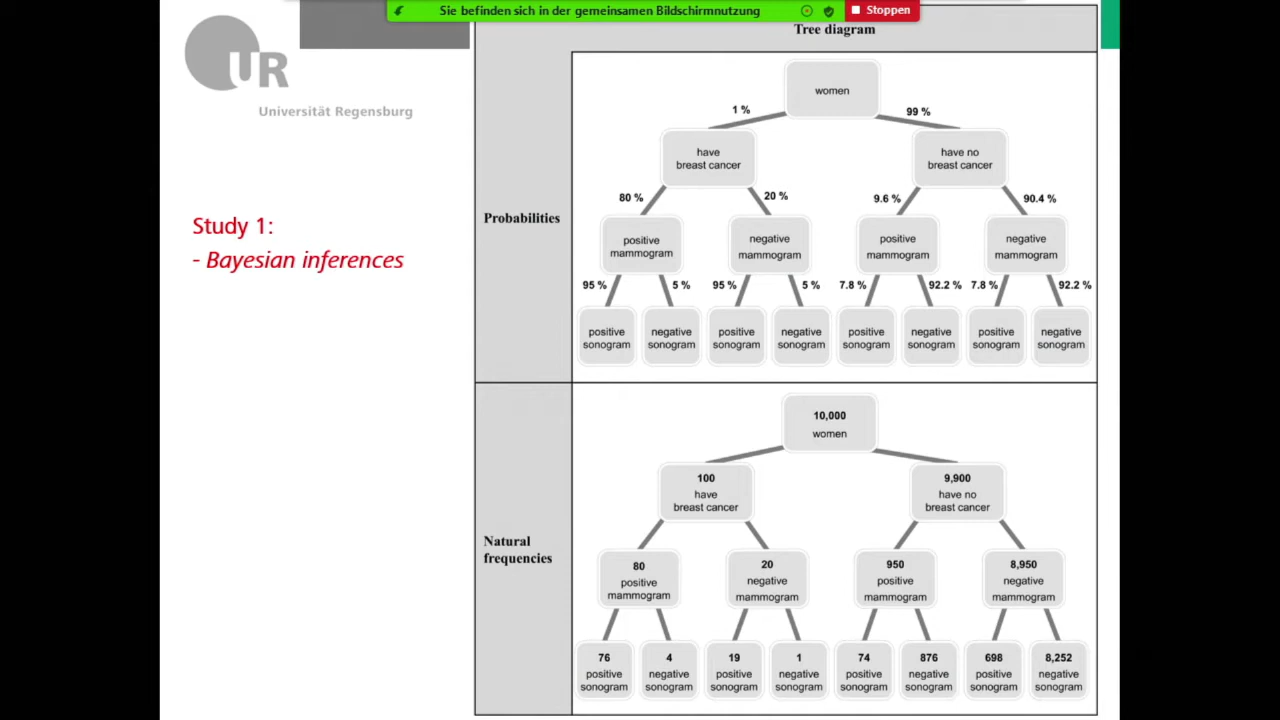 Sie befinden sich in der gemeinsamen Bildschirmnutzung
Stoppen
UR
Universität Regensburg
Study 1:
- Bayesian inferences
Tree diagram
Probabilities
women
1 %
99 %
have
breast cancer
have no
breast cancer
80 %
20 %
9.6 %
90.4 %
positive
mammogram
negative
mammogram
positive
mammogram
negative
mammogram
95 %
5 %
95 %
5 %
7.8 %
92.2 %
7.8 %
92.2 %
positive
sonogram
negative
sonogram
positive
sonogram
negative
sonogram
positive
sonogram
negative
sonogram
positive
sonogram
negative
sonogram
Natural
frequencies
10,000
women
100
have
breast cancer
9,900
have no
breast cancer
80
positive
mammogram
20
negative
mammogram
950
positive
mammogram
8,950
negative
mammogram
76
positive
sonogram
4
negative
sonogram
19
positive
sonogram
1
negative
sonogram
74
positive
sonogram
876
negative
sonogram
698
positive
sonogram
8,252
negative
sonogram